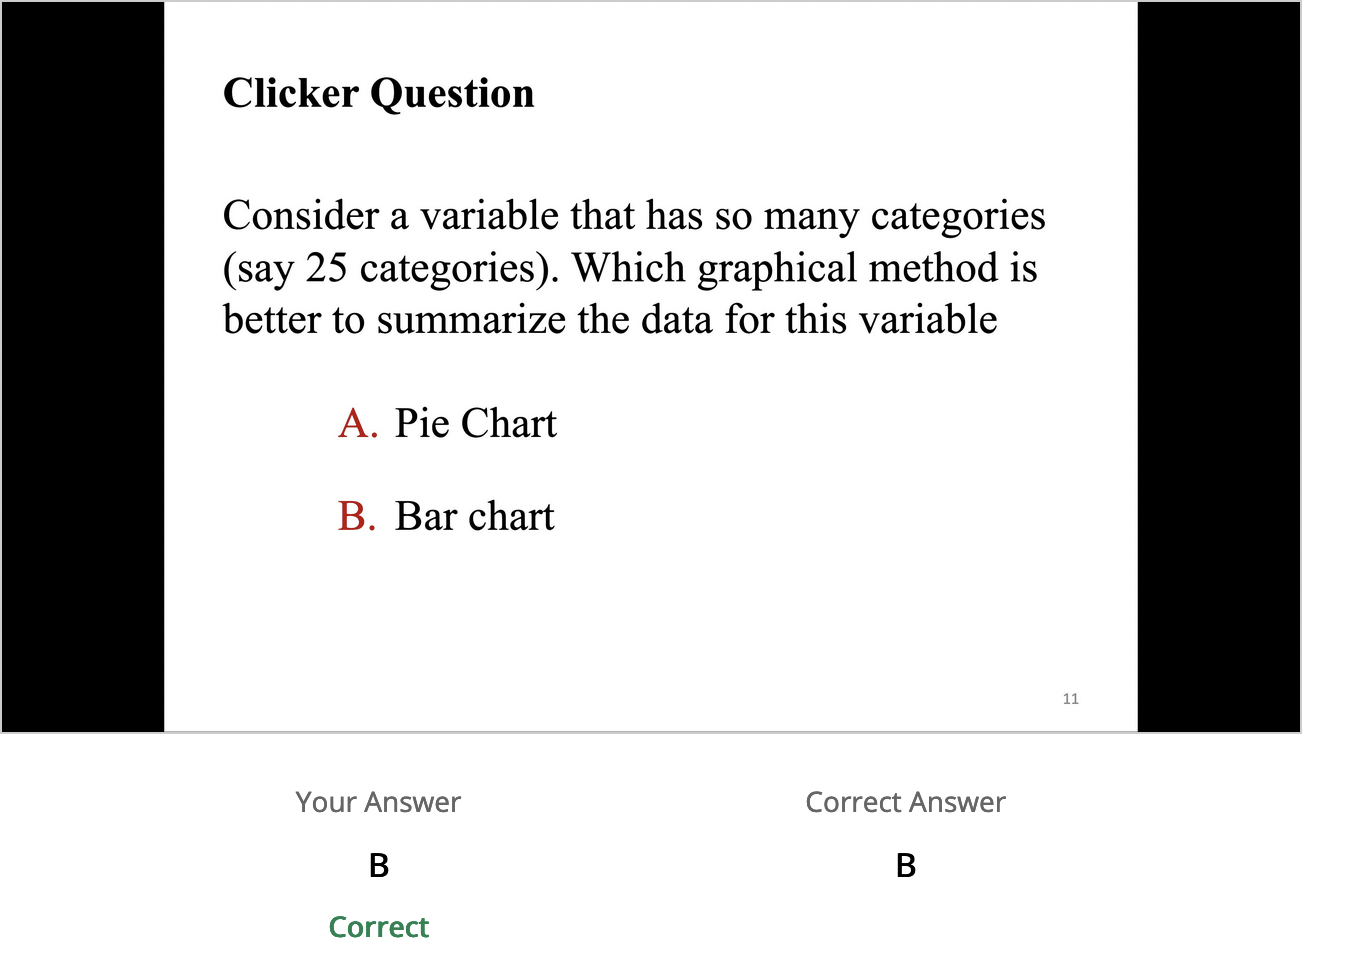 Clicker Question
Consider a variable that has so many categories
(say 25 categories). Which graphical method is
better to summarize the data for this variable
A. Pie Chart
B. Bar chart
11
Your Answer
Correct Answer
B
B
Correct